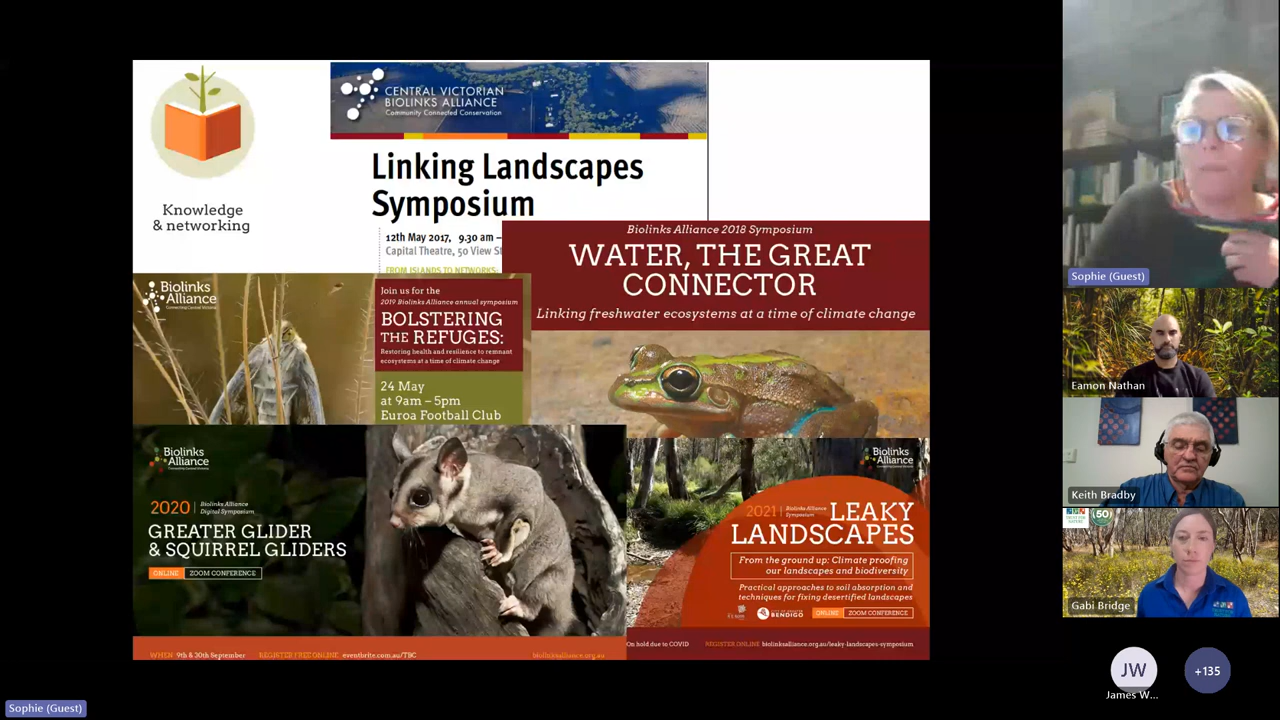 CENTRAL VICTORIAN
BIOLINKS ALLIANCE
Community Connected Conservation
Linking Landscapes
Symposium
12th May 2017, 9.30 am –
Capital Theatre, 50 View St
FROM ISLANDS TO NETWORKS:
Knowledge
& networking
Biolinks Alliance 2018 Symposium
WATER, THE GREAT
CONNECTOR
Linking freshwater ecosystems at a time of climate change
Biolinks
Alliance
Connecting Central Victoria
Join us for the
2019 Biolinks Alliance annual symposium
BOLSTERING
THE REFUGES:
Restoring health and resilience to remnant
ecosystems at a time of climate change
24 May
at 9am – 5pm
Euroa Football Club
Biolinks
Alliance
2020 | Biolinks Alliance
Digital Symposium
GREATER GLIDER
& SQUIRREL GLIDERS
ONLINE ZOOM CONFERENCE
WHEN 9th & 30th September REGISTER FREE ONLINE eventbrite.com.au/TBC biolinksalliance.org.au
Biolinks
Alliance
2021 | Biolinks Alliance
Symposium
LEAKY
LANDSCAPES
From the ground up: Climate proofing
our landscapes and biodiversity
Practical approaches to soil absorption and
techniques for fixing desertified landscapes
BENDIGO ONLINE ZOOM CONFERENCE
On hold due to COVID REGISTER ONLINE biolinksalliance.org.au/leaky-landscapes-symposium
Sophie (Guest)
Eamon Nathan
Keith Bradby
50
Gabi Bridge
JW
James W...
+135
Sophie (Guest)